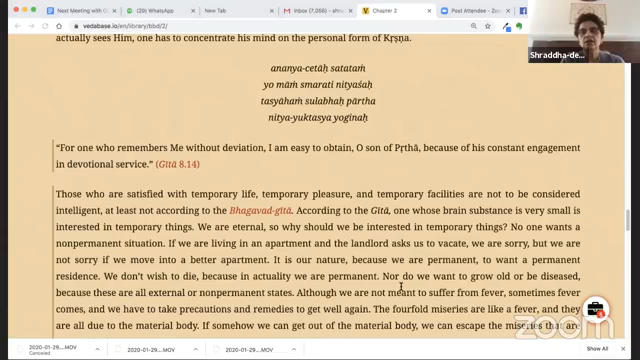 Next Meeting with G
(29) WhatsApp
New Tab
Inbox (7,056) - shra
Chapter 2
Post Attendee - Zoom
vedabase.io/en/library/bbd/2/
Shraddha-de...
actually sees Him, one has to concentrate his mind on the personal form of Kṛṣṇa.
ananya-cetāḥ satataṁ
yo māṁ smarati nityaśaḥ
tasyāhaṁ sulabhaḥ pārtha
nitya-yuktasya yoginaḥ
“For one who remembers Me without deviation, I am easy to obtain, O son of Pṛthā, because of his constant engagement
in devotional service.” (Gītā 8.14)
Those who are satisfied with temporary life, temporary pleasure, and temporary facilities are not to be considered
intelligent, at least not according to the Bhagavad-gītā. According to the Gītā, one whose brain substance is very small is
interested in temporary things. We are eternal, so why should we be interested in temporary things? No one wants a
nonpermanent situation. If we are living in an apartment and the landlord asks us to vacate, we are sorry, but we are
not sorry if we move into a better apartment. It is our nature, because we are permanent, to want a permanent
residence. We don’t wish to die, because in actuality we are permanent. Nor do we want to grow old or be diseased,
because these are all external or nonpermanent states. Although we are not meant to suffer from fever, sometimes fever
comes, and we have to take precautions and remedies to get well again. The fourfold miseries are like a fever, and they
are all due to the material body. If somehow we can get out of the material body, we can escape the miseries that are
LIVE
2020-01-29....MOV
2020-01-29....MOV
2020-01-29....MOV
Show All